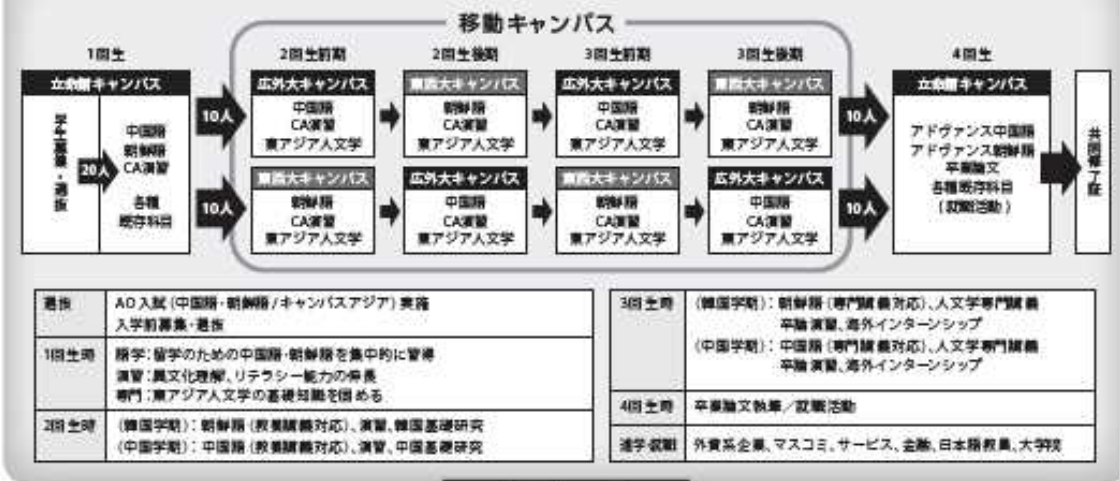 移動キャンパス
1回生
2回生前期
2回生後期
3回生前期
3回生後期
4回生
立命館キャンパス
広外大キャンパス
東西大キャンパス
広外大キャンパス
東西大キャンパス
立命館キャンパス
学生募集・選抜
20人
中国語
朝鮮語
CA演習
各種
既存科目
10人
中国語
CA演習
東アジア人文学
朝鮮語
CA演習
東アジア人文学
中国語
CA演習
東アジア人文学
朝鮮語
CA演習
東アジア人文学
10人
10人
東西大キャンパス
広外大キャンパス
東西大キャンパス
広外大キャンパス
朝鮮語
CA演習
東アジア人文学
中国語
CA演習
東アジア人文学
朝鮮語
CA演習
東アジア人文学
中国語
CA演習
東アジア人文学
10人
アドヴァンス中国語
アドヴァンス朝鮮語
卒業論文
各種既存科目
(就職活動)
共同修了証
選抜
AO入試(中国語・朝鮮語/キャンパスアジア)実施
入学前募集・選抜
1回生時
語学:留学のための中国語・朝鮮語を集中的に習得
演習:異文化理解、リテラシー能力の伸長
専門:東アジア人文学の基礎知識を固める
2回生時
(韓国学期):朝鮮語(教養講義対応)、演習、韓国基礎研究
(中国学期):中国語(教養講義対応)、演習、中国基礎研究
3回生時
(韓国学期):朝鮮語(専門講義対応)、人文学専門講義
卒論演習、海外インターンシップ
(中国学期):中国語(専門講義対応)、人文学専門講義
卒論演習、海外インターンシップ
4回生時
卒業論文執筆/就職活動
進学・就職
外資系企業、マスコミ、サービス、金融、日本語教員、大学院